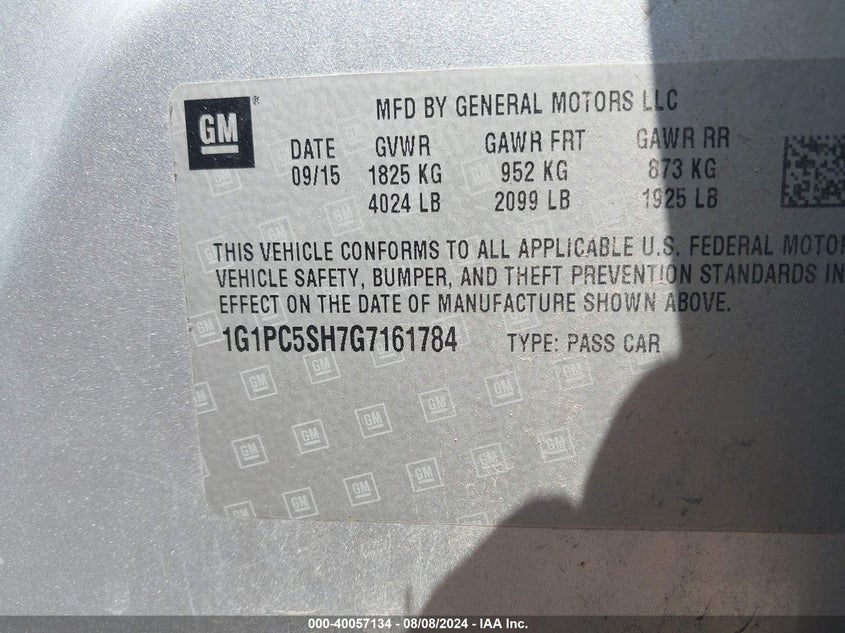 GM
®
MFD BY GENERAL MOTORS LLC
DATE GVWR GAWR FRT GAWR RR
09/15 1825 KG 952 KG 873 KG
4024 LB 2099 LB 1925 LB
THIS VEHICLE CONFORMS TO ALL APPLICABLE U.S. FEDERAL MOTOR
VEHICLE SAFETY, BUMPER, AND THEFT PREVENTION STANDARDS IN
EFFECT ON THE DATE OF MANUFACTURE SHOWN ABOVE.
1G1PC5SH7G7161784 TYPE: PASS CAR
000-40057134 - 08/08/2024 - IAA Inc.